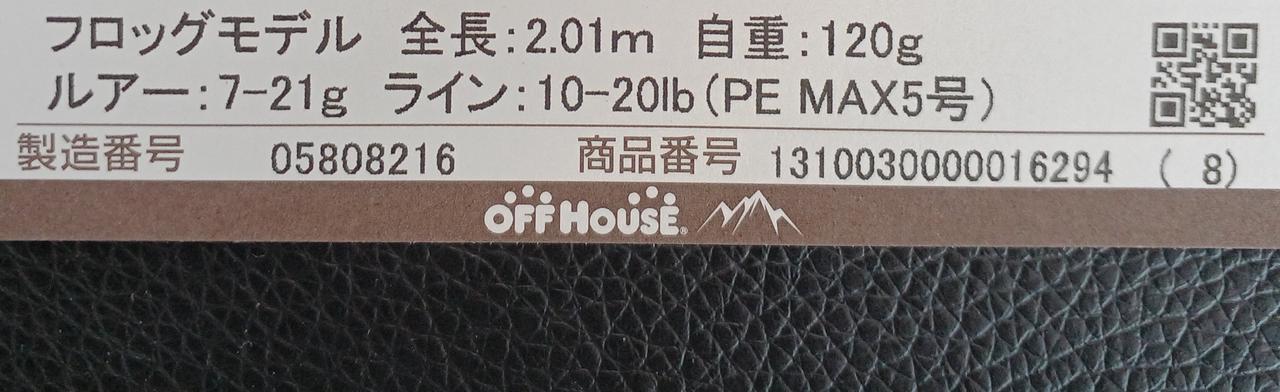 フロッグモデル 全長:2.01m 自重:120g
ルアー:7-21g ライン:10-20lb(PE MAX5号)
製造番号 05808216 商品番号 1310030000016294 ( 8)
OFF HOUSE®